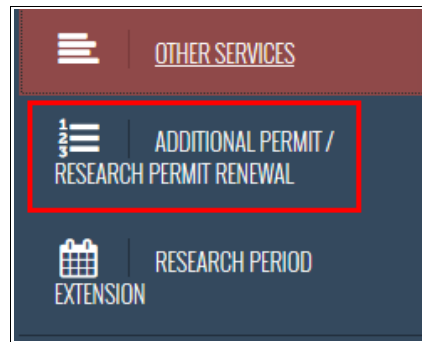 OTHER SERVICES
ADDITIONAL PERMIT /
RESEARCH PERMIT RENEWAL
RESEARCH PERIOD
EXTENSION